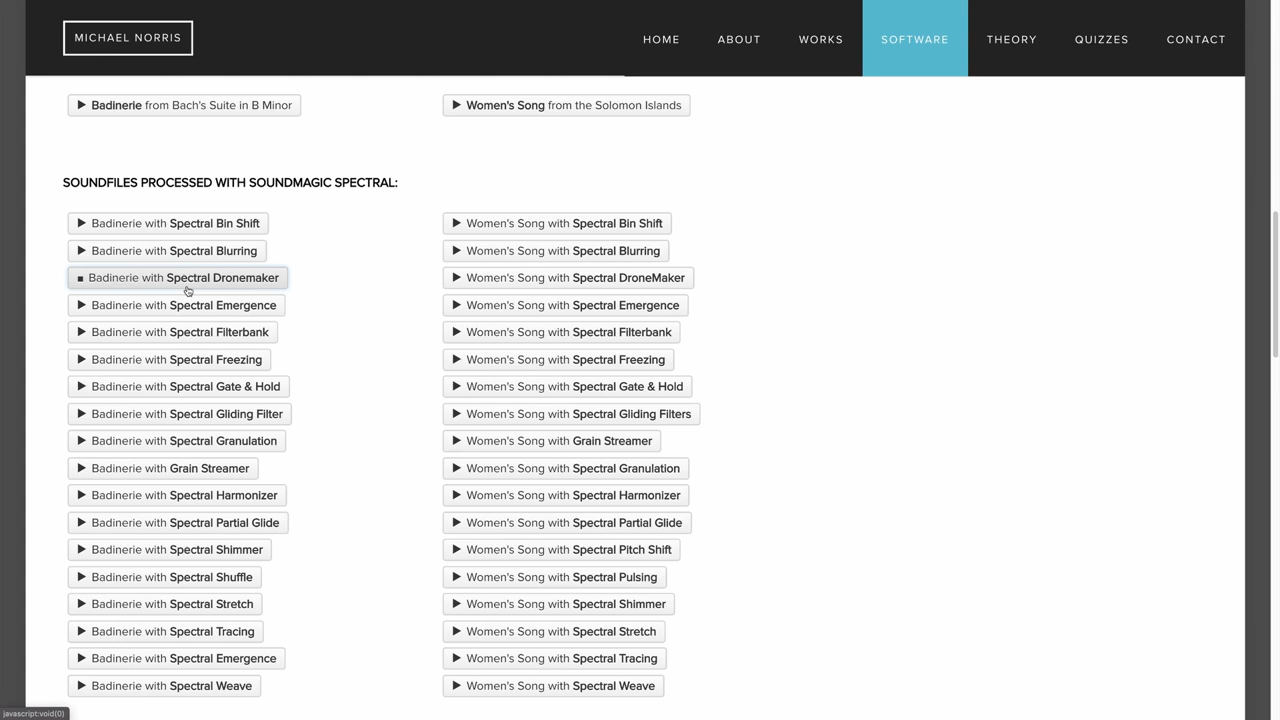 MICHAEL NORRIS
HOME ABOUT WORKS SOFTWARE THEORY QUIZZES CONTACT
Badinerie from Bach's Suite in B Minor
Women's Song from the Solomon Islands
SOUNDFILES PROCESSED WITH SOUNDMAGIC SPECTRAL:
Badinerie with Spectral Bin Shift
Badinerie with Spectral Blurring
Badinerie with Spectral Dronemaker
Badinerie with Spectral Emergence
Badinerie with Spectral Filterbank
Badinerie with Spectral Freezing
Badinerie with Spectral Gate & Hold
Badinerie with Spectral Gliding Filter
Badinerie with Spectral Granulation
Badinerie with Grain Streamer
Badinerie with Spectral Harmonizer
Badinerie with Spectral Partial Glide
Badinerie with Spectral Shimmer
Badinerie with Spectral Shuffle
Badinerie with Spectral Stretch
Badinerie with Spectral Tracing
Badinerie with Spectral Emergence
Badinerie with Spectral Weave
Women's Song with Spectral Bin Shift
Women's Song with Spectral Blurring
Women's Song with Spectral DroneMaker
Women's Song with Spectral Emergence
Women's Song with Spectral Filterbank
Women's Song with Spectral Freezing
Women's Song with Spectral Gate & Hold
Women's Song with Spectral Gliding Filters
Women's Song with Grain Streamer
Women's Song with Spectral Granulation
Women's Song with Spectral Harmonizer
Women's Song with Spectral Partial Glide
Women's Song with Spectral Pitch Shift
Women's Song with Spectral Pulsing
Women's Song with Spectral Shimmer
Women's Song with Spectral Stretch
Women's Song with Spectral Tracing
Women's Song with Spectral Weave
javascript:void(0)